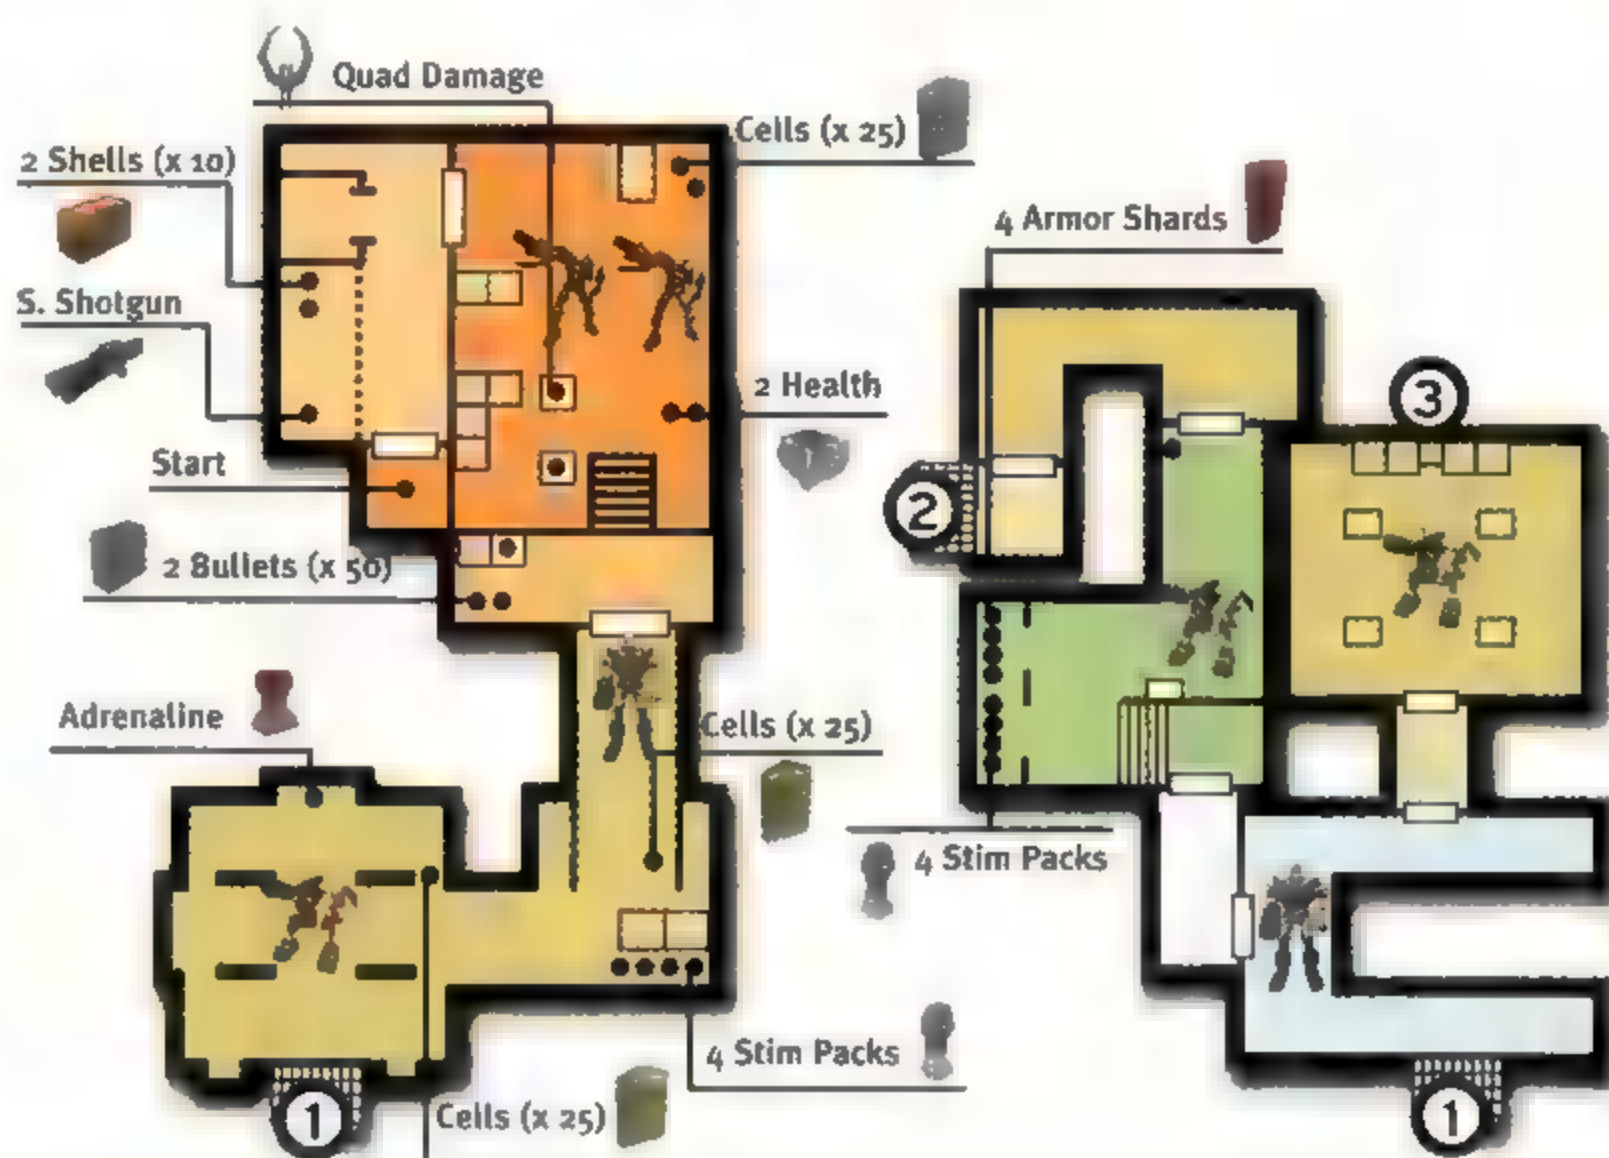 Quad Damage
Cells (x 25)
2 Shells (x 10)
4 Armor Shards
S. Shotgun
2 Health
3
Start
2
2 Bullets (x 50)
Adrenaline
Cells (x 25)
4 Stim Packs
4 Stim Packs
Cells (x 25)
1
1